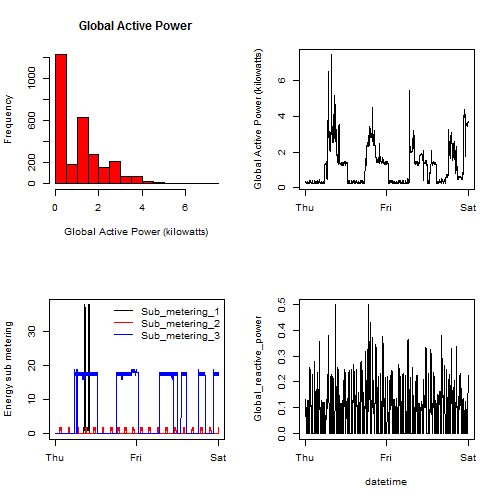 Global Active Power
Frequency
0 200 600 1200
0 2 4 6
Global Active Power (kilowatts)
Global Active Power (kilowatts)
0 2 4 6
Thu Fri Sat
Energy sub metering
0 10 20 30
Sub_metering_1
Sub_metering_2
Sub_metering_3
Thu Fri Sat
Global_reactive_power
0.0 0.1 0.2 0.3 0.4 0.5
Thu Fri Sat
datetime